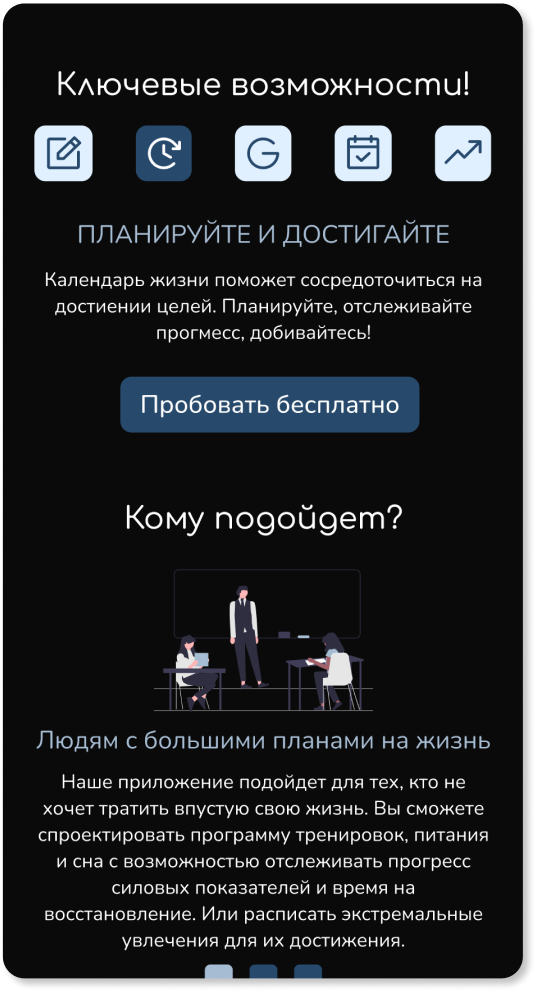 Ключевые возможности!
ПЛАНИРУЙТЕ И ДОСТИГАЙТЕ
Календарь жизни поможет сосредоточиться на
достиении целей. Планируйте, отслеживайте
прогмесс, добивайтесь!
Пробовать бесплатно
Кому подойдет?
Людям с большими планами на жизнь
Наше приложение подойдет для тех, кто не
хочет тратить впустую свою жизнь. Вы сможете
спроектировать программу тренировок, питания
и сна с возможностью отслеживать прогресс
силовых показателей и время на
восстановление. Или расписать экстремальные
увлечения для их достижения.